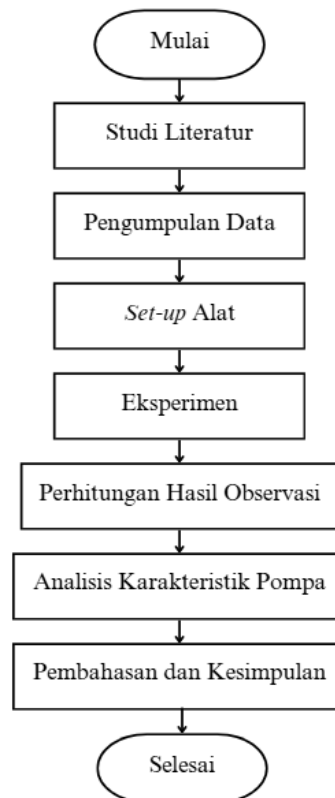 Mulai
Studi Literatur
Pengumpulan Data
Set-up Alat
Eksperimen
Perhitungan Hasil Observasi
Analisis Karakteristik Pompa
Pembahasan dan Kesimpulan
Selesai